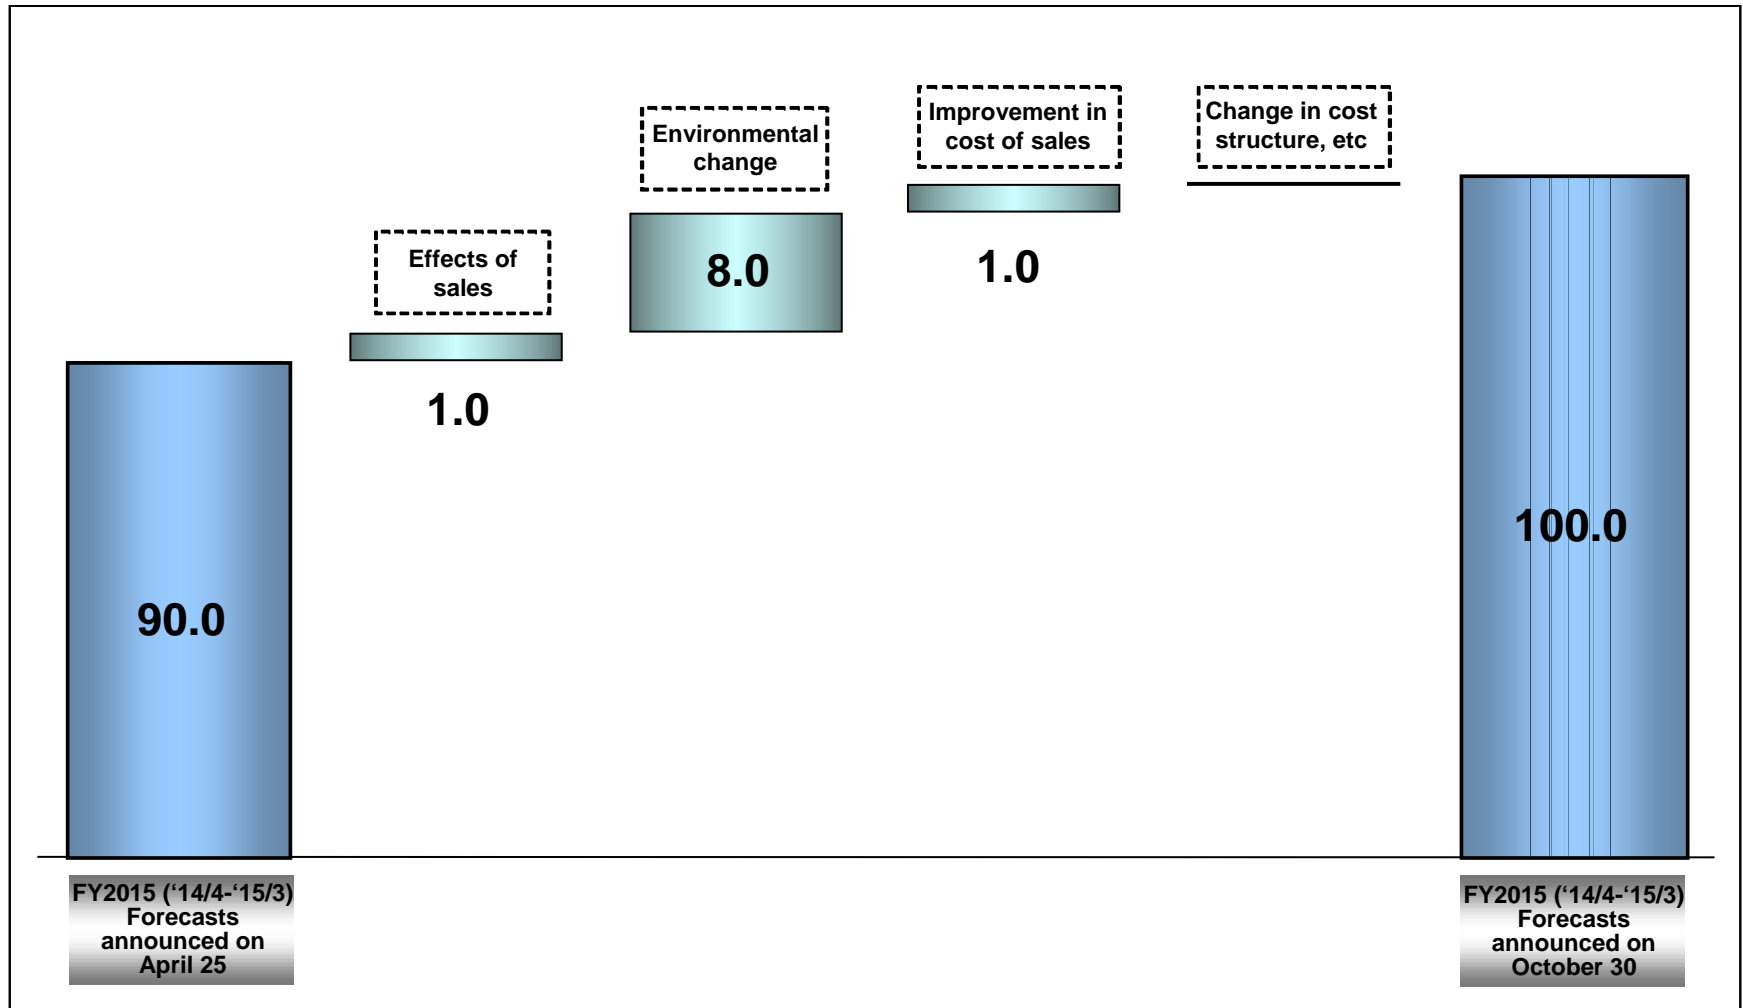 Environmental
change
Improvement in
cost of sales
Change in cost
structure, etc
Effects of
sales
8.0
1.0
1.0
90.0
100.0
FY2015 (‘14/4-‘15/3)
Forecasts
announced on
April 25
FY2015 (‘14/4-‘15/3)
Forecasts
announced on
October 30